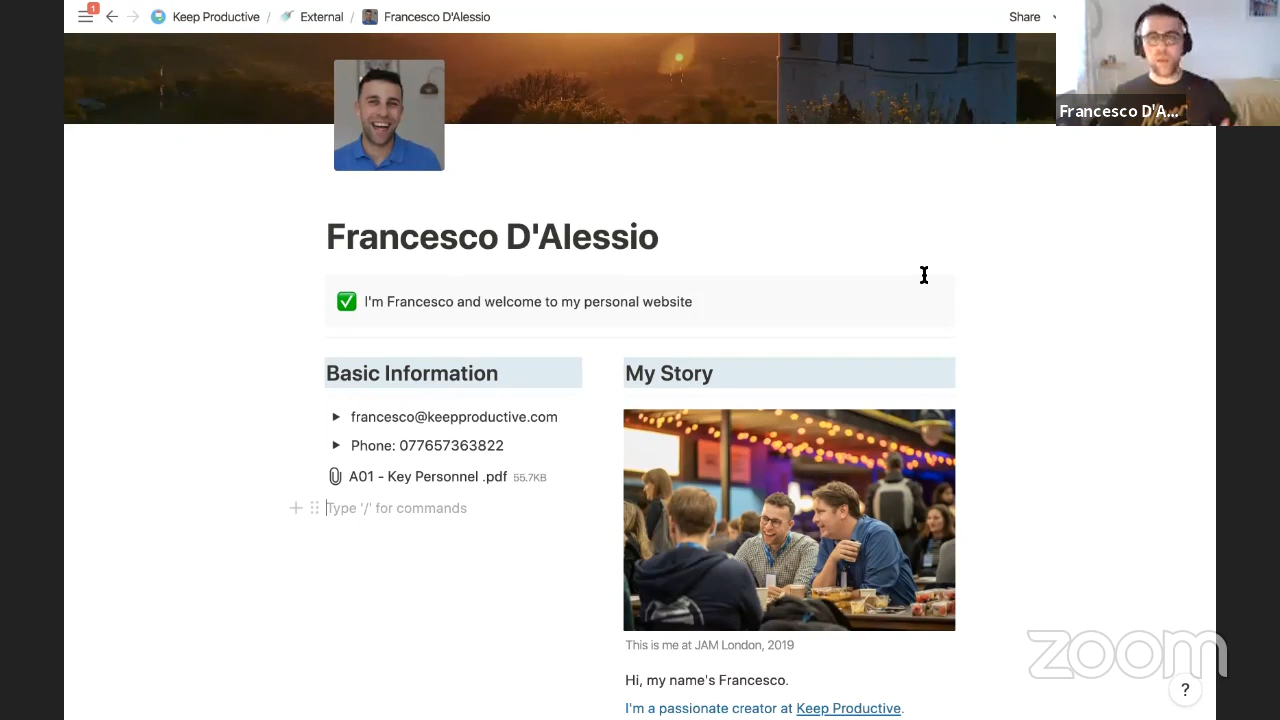 1
Keep Productive / External / Francesco D'Alessio
Share
Francesco D'A...
Francesco D'Alessio
I'm Francesco and welcome to my personal website
Basic Information
francesco@keepproductive.com
Phone: 077657363822
A01 - Key Personnel .pdf 55.7KB
Type '/' for commands
My Story
This is me at JAM London, 2019
Hi, my name's Francesco.
I'm a passionate creator at Keep Productive.
zoom
?